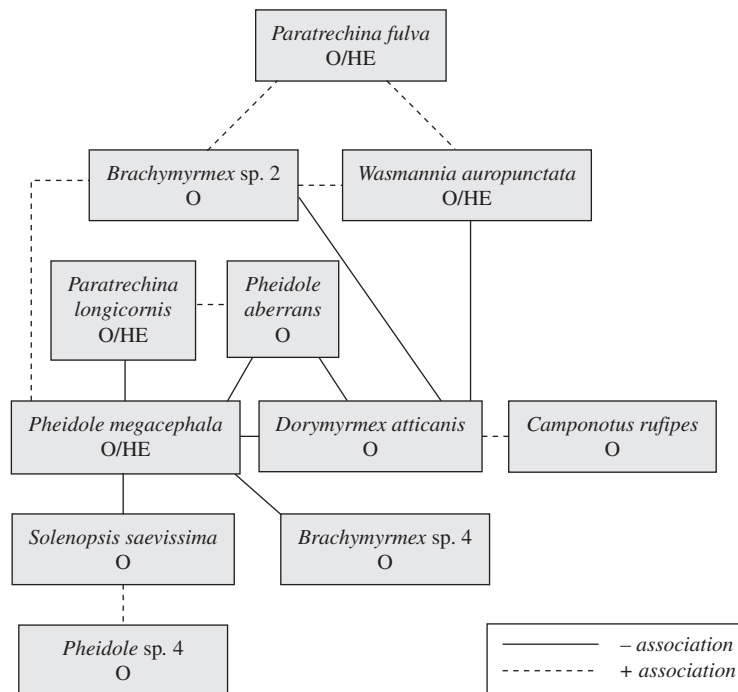 Paratrechina fulva
O/HE
Brachymyrmex sp. 2
O
Wasmannia auropunctata
O/HE
Paratrechina
longicornis
O/HE
Pheidole
aberrans
O
Pheidole megacephala
O/HE
Dorymyrmex atticanis
O
Camponotus rufipes
O
Solenopsis saevissima
O
Brachymyrmex sp. 4
O
Pheidole sp. 4
O
– association
+ association